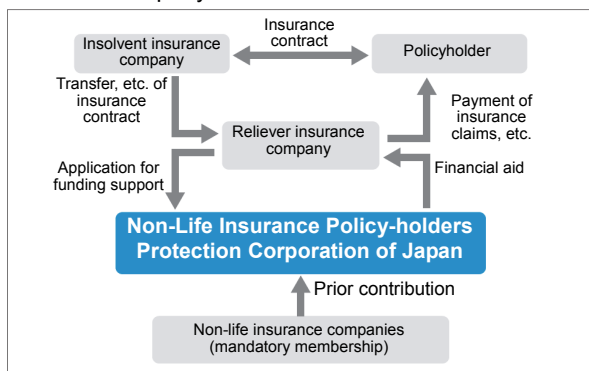 Insurance
contract
Insolvent insurance
company
Policyholder
Transfer, etc. of
insurance
contract
Payment of
insurance
claims, etc.
Reliever insurance
company
Application for
funding support
Financial aid
Non-Life Insurance Policy-holders
Protection Corporation of Japan
Prior contribution
Non-life insurance companies
(mandatory membership)